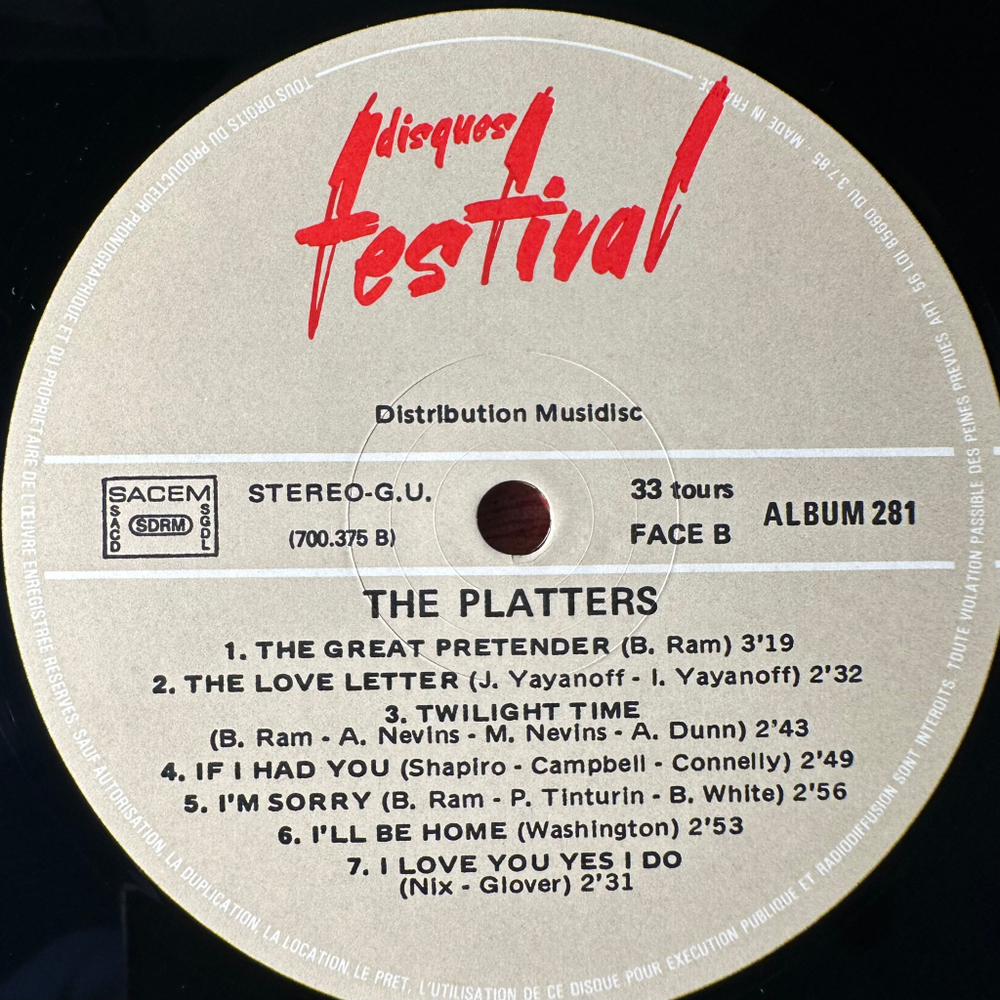 disques
festival
Distribution Musidisc
SACEM
SACD
SDRM
SGDL
STEREO-G.U.
(700.375 B)
33 tours
FACE B
ALBUM 281
THE PLATTERS
1. THE GREAT PRETENDER (B. Ram) 3'19
2. THE LOVE LETTER (J. Yayanoff - I. Yayanoff) 2'32
3. TWILIGHT TIME
(B. Ram - A. Nevins - M. Nevins - A. Dunn) 2'43
4. IF I HAD YOU (Shapiro - Campbell - Connelly) 2'49
5. I'M SORRY (B. Ram - P. Tinturin - B. White) 2'56
6. I'LL BE HOME (Washington) 2'53
7. I LOVE YOU YES I DO
(Nix - Glover) 2'31
TOUS DROITS DU PRODUCTEUR PHONOGRAPHIQUE ET DU PROPRIETAIRE DE L'ŒUVRE ENREGISTREE RESERVES. SAUF AUTORISATION, LA DUPLICATION, LA LOCATION, LE PRET, L'UTILISATION DE CE DISQUE POUR EXECUTION PUBLIQUE ET RADIODIFFUSION SONT INTERDITS. TOUTE VIOLATION PASSIBLE DES PEINES PREVUES ART. 56 LOI 85660 DU 3.7.85 - MADE IN FRANCE.